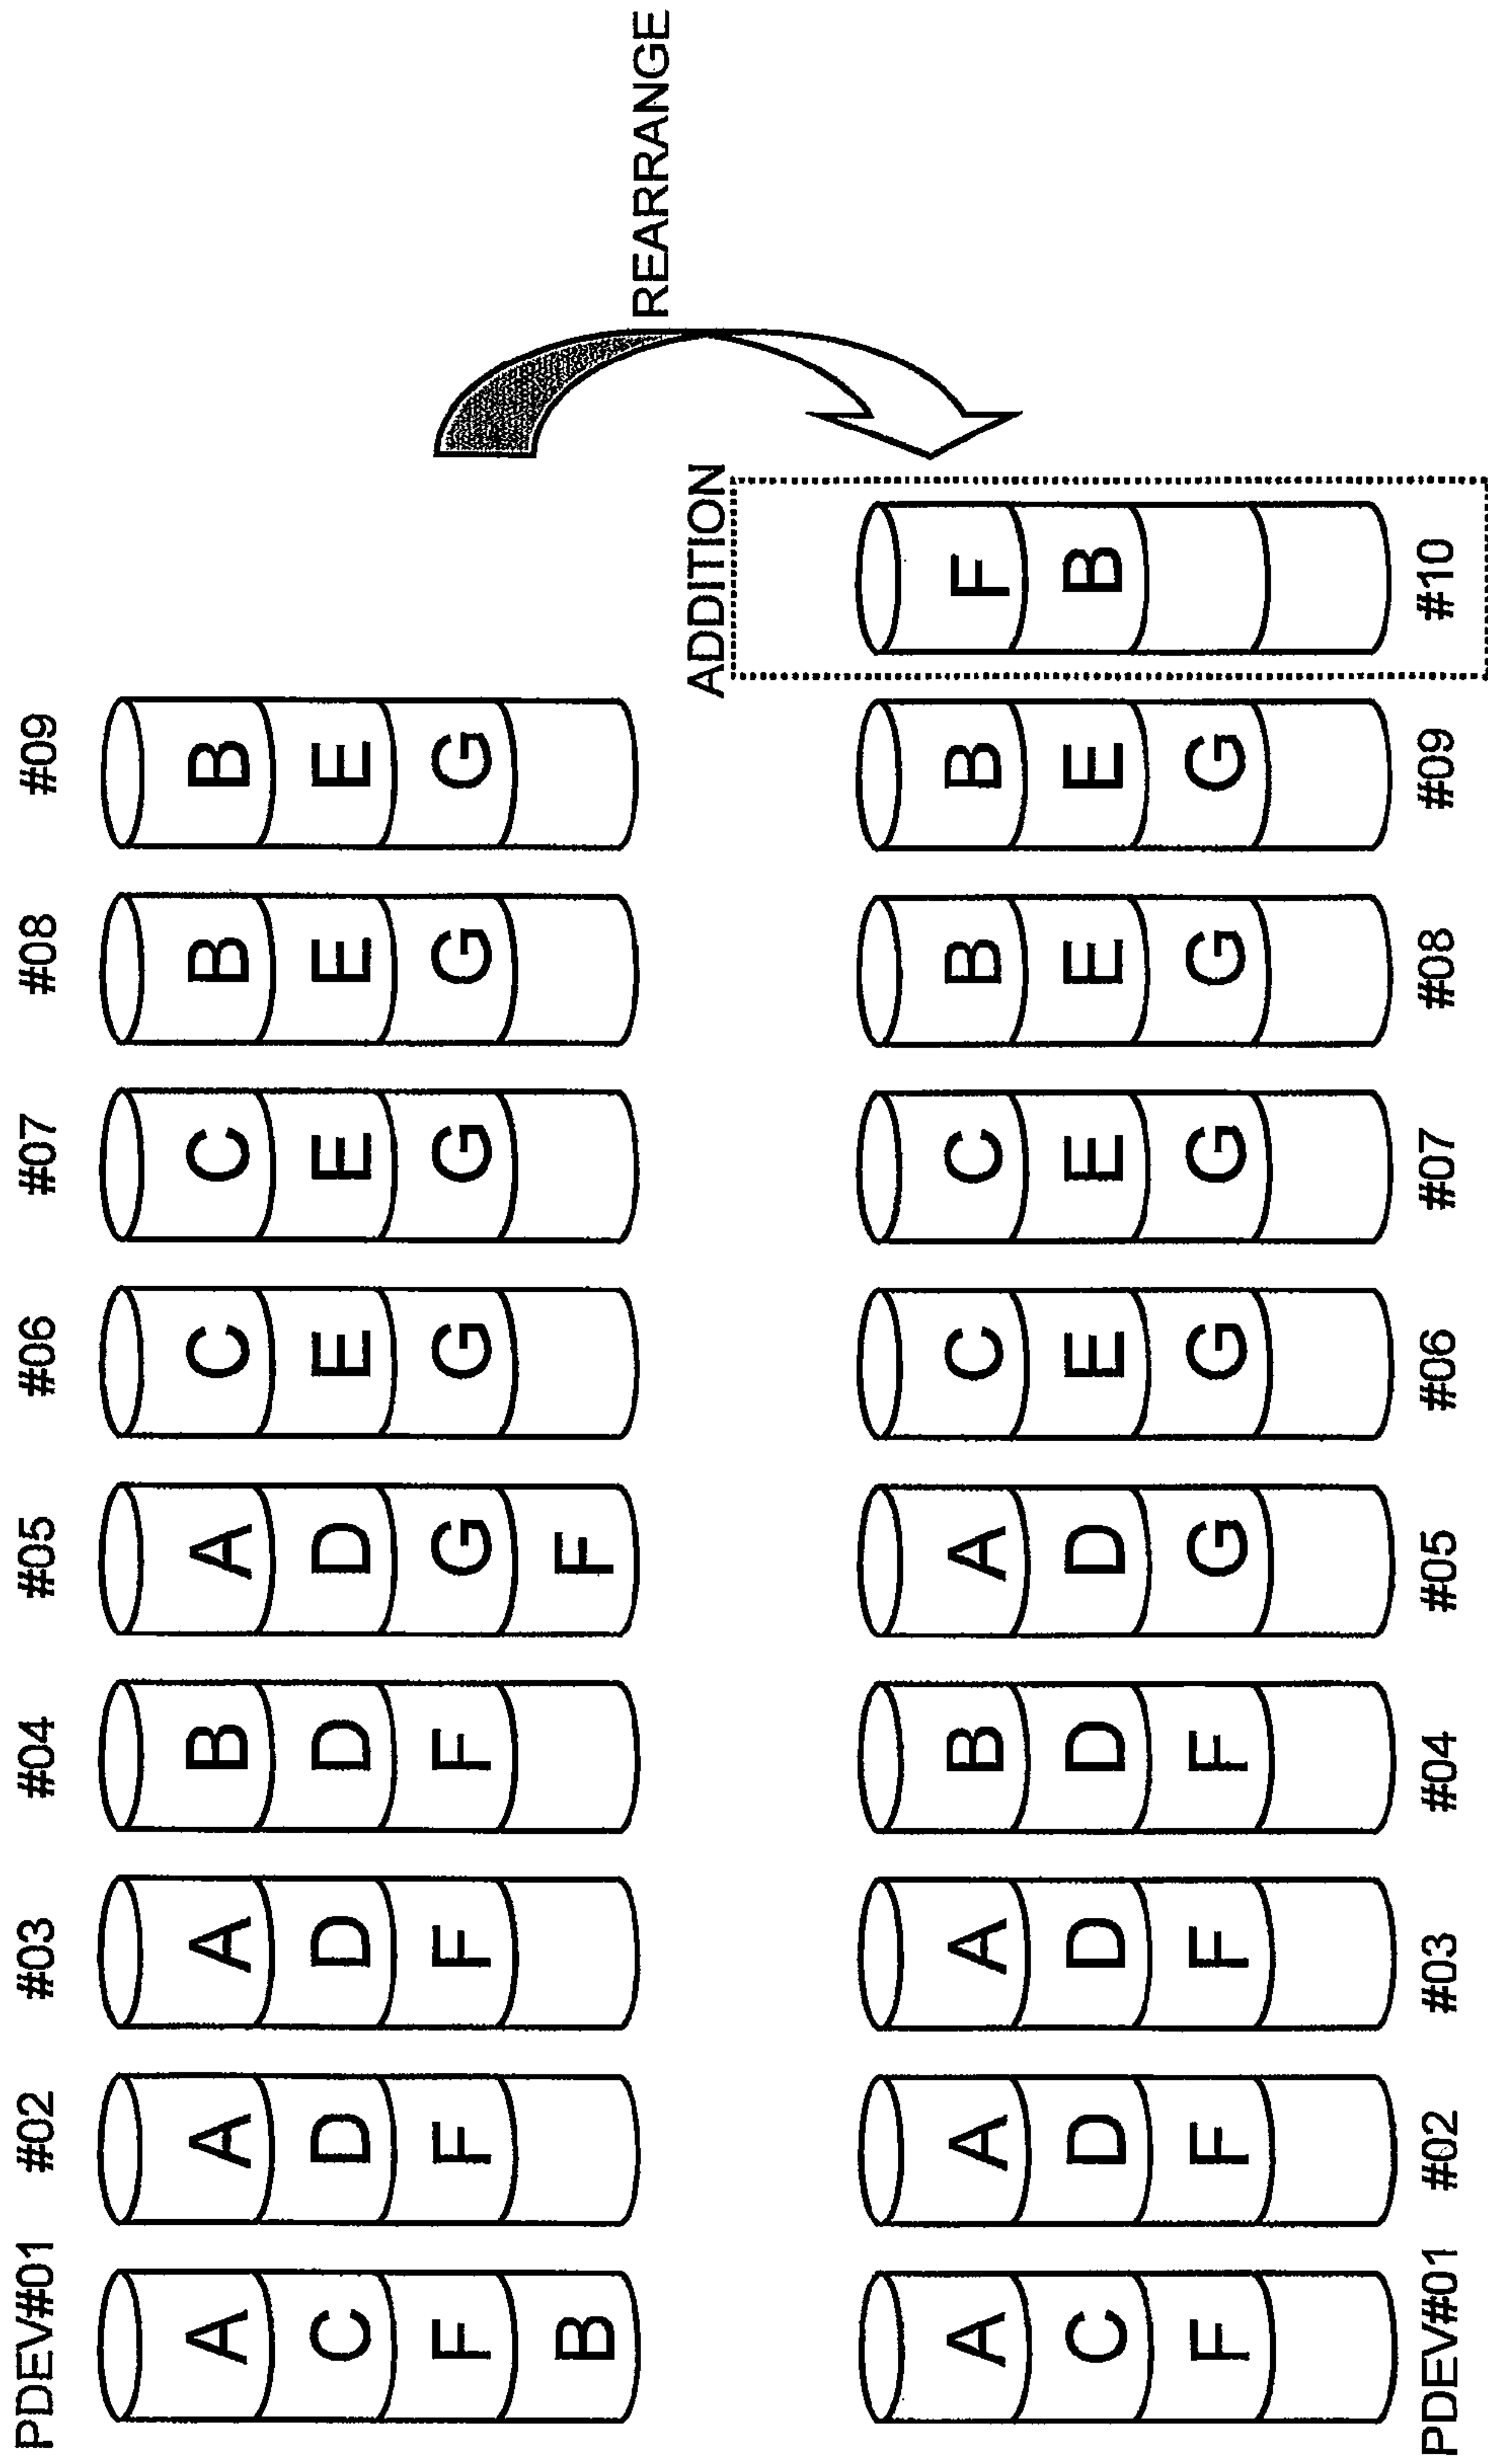 PDEV#01 #02 #03 #04 #05 #06 #07 #08 #09
A A A B A C C B B
C D D D D E E E E
F F F F G G G G G
B F
REARRANGE
ADDITION
A A A B A C C B B F
C D D D D E E E E B
F F F F G G G G G
PDEV#01 #02 #03 #04 #05 #06 #07 #08 #09 #10